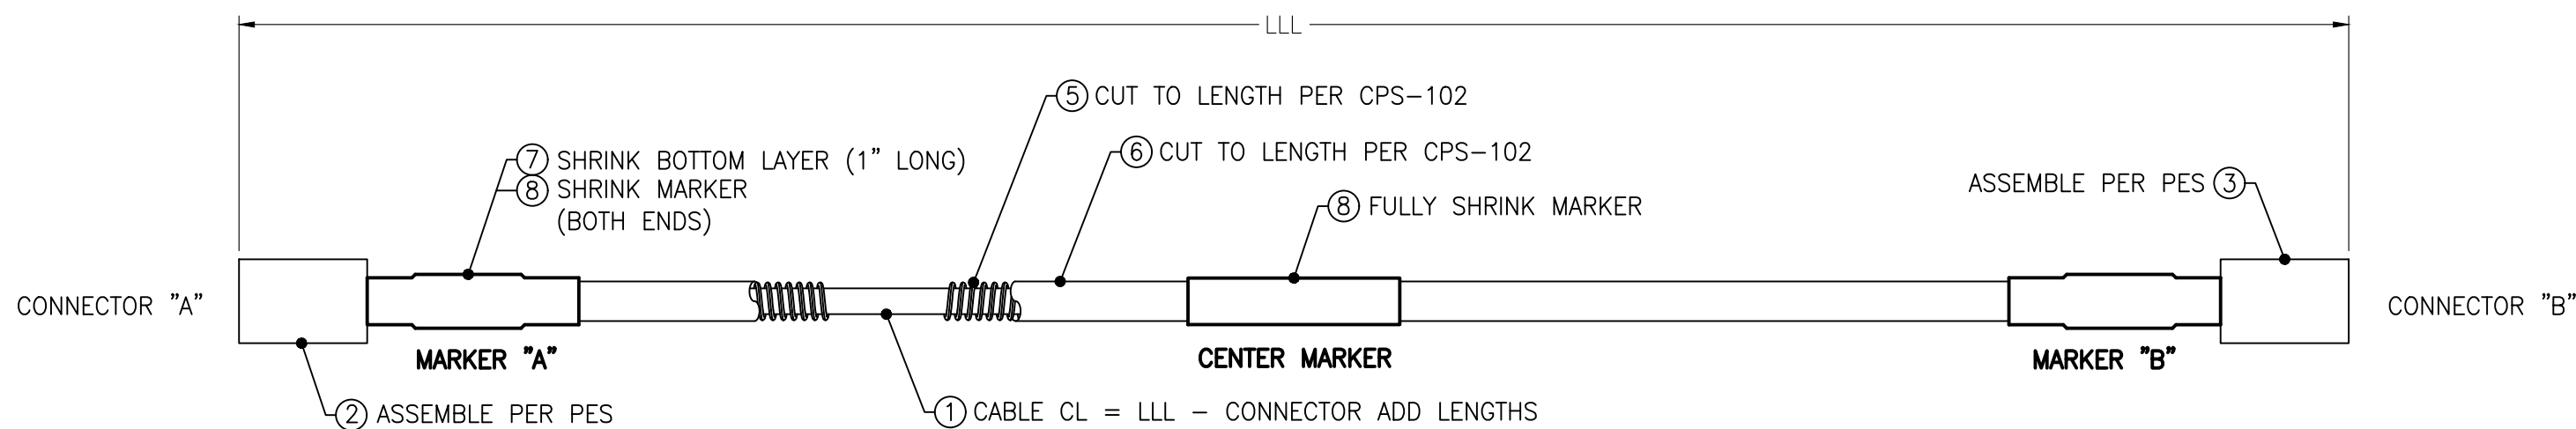 LLL
5 CUT TO LENGTH PER CPS-102
6 CUT TO LENGTH PER CPS-102
7 SHRINK BOTTOM LAYER (1" LONG)
8 SHRINK MARKER
(BOTH ENDS)
8 FULLY SHRINK MARKER
ASSEMBLE PER PES 3
CONNECTOR "A"
CONNECTOR "B"
MARKER "A"
CENTER MARKER
MARKER "B"
2 ASSEMBLE PER PES
1 CABLE CL = LLL - CONNECTOR ADD LENGTHS